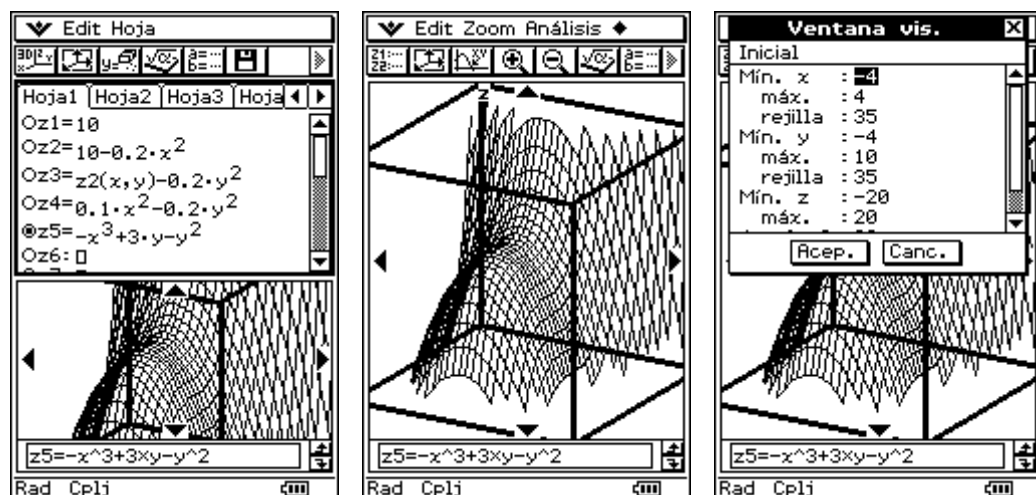 Edit Hoja
Hoja1 Hoja2 Hoja3 Hoja
z1=10
z2=10-0.2·x^2
z3=z2(x,y)-0.2·y^2
z4=0.1·x^2-0.2·y^2
z5=-x^3+3·y-y^2
z6:
z5=-x^3+3×y-y^2
Rad Cplj
Edit Zoom Análisis
z
z5=-x^3+3×y-y^2
Rad Cplj
Ventana vis.
Inicial
Mín. x :-4
máx. :4
rejilla :35
Mín. y :-4
máx. :10
rejilla :35
Mín. z :-20
máx. :20
Acep. Canc.
z5=-x^3+3×y-y^2
Rad Cplj